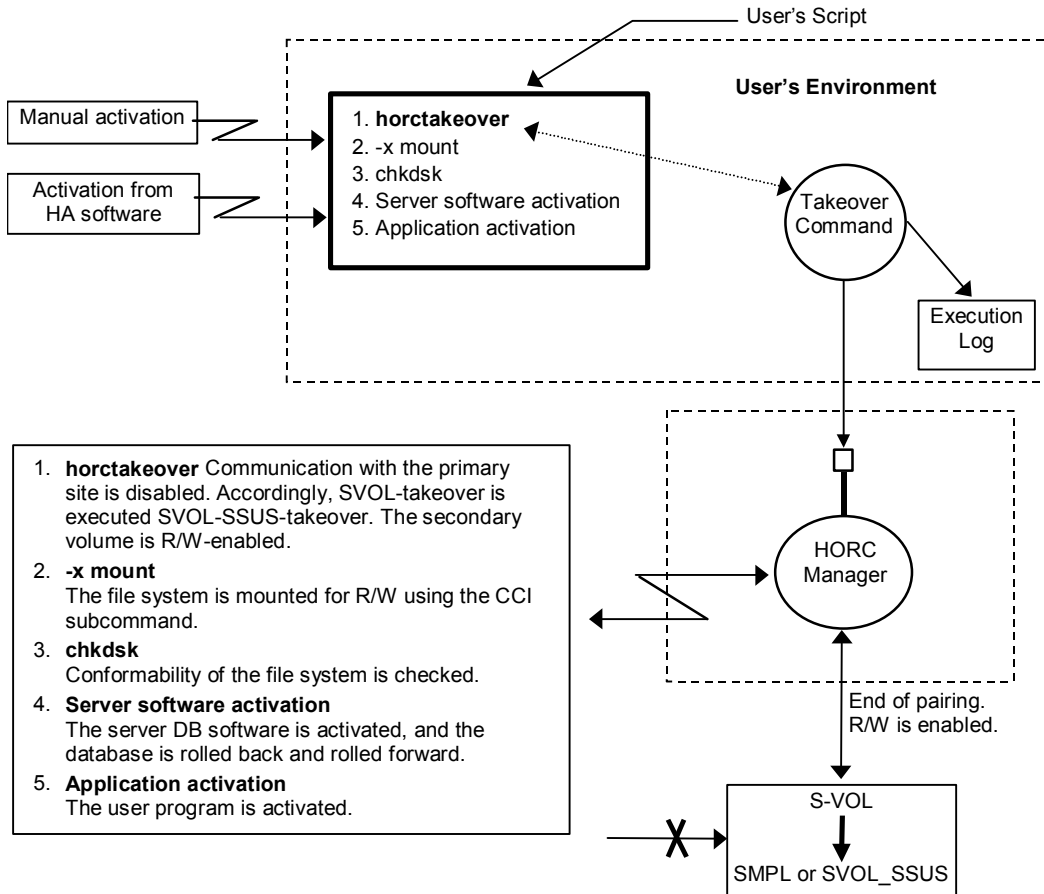 User's Script
User's Environment
Manual activation
Activation from
HA software
1. horctakeover
2. -x mount
3. chkdsk
4. Server software activation
5. Application activation
Takeover
Command
Execution
Log
1. horctakeover Communication with the primary
site is disabled. Accordingly, SVOL-takeover is
executed SVOL-SSUS-takeover. The secondary
volume is R/W-enabled.
2. -x mount
The file system is mounted for R/W using the CCI
subcommand.
3. chkdsk
Conformability of the file system is checked.
4. Server software activation
The server DB software is activated, and the
database is rolled back and rolled forward.
5. Application activation
The user program is activated.
HORC
Manager
End of pairing.
R/W is enabled.
S-VOL
SMPL or SVOL_SSUS